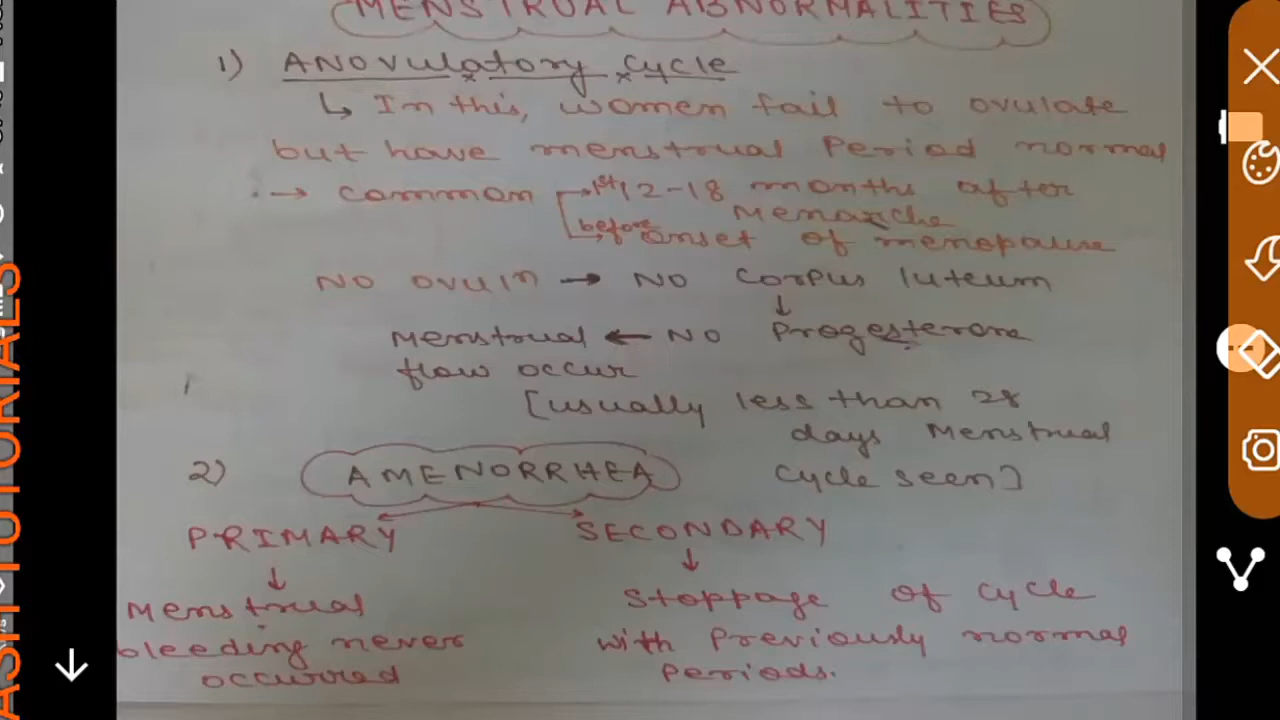 MENSTRUAL ABNORMALITIES
1) ANOVULATORY CYCLE
↳ In this, women fail to ovulate
but have menstrual Period normal
→ common → 1st 12-18 months after
Menarche
before onset of menopause
NO OVUln → NO Corpus luteum
↓
Menstrual ← NO Progesterone
flow occur
[usually less than 28
days Menstrual
cycle seen]
2) AMENORRHEA
PRIMARY
SECONDARY
↓
↓
Menstrual
bleeding never
occurred
Stoppage of cycle
with Previously normal
Periods.
TUTORIALS